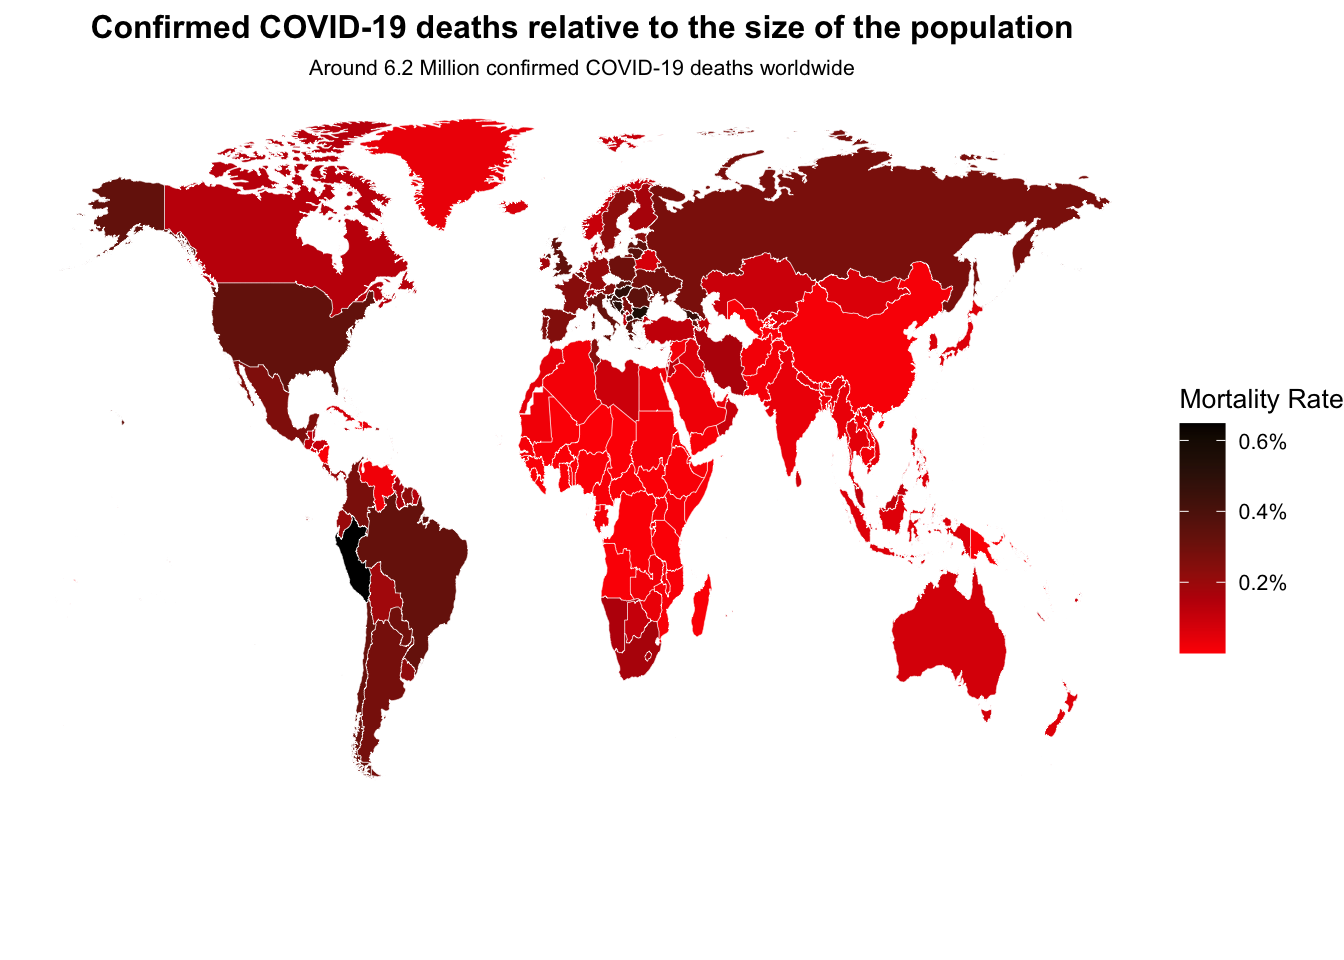 Confirmed COVID-19 deaths relative to the size of the population
Around 6.2 Million confirmed COVID-19 deaths worldwide
Mortality Rate
0.6%
0.4%
0.2%